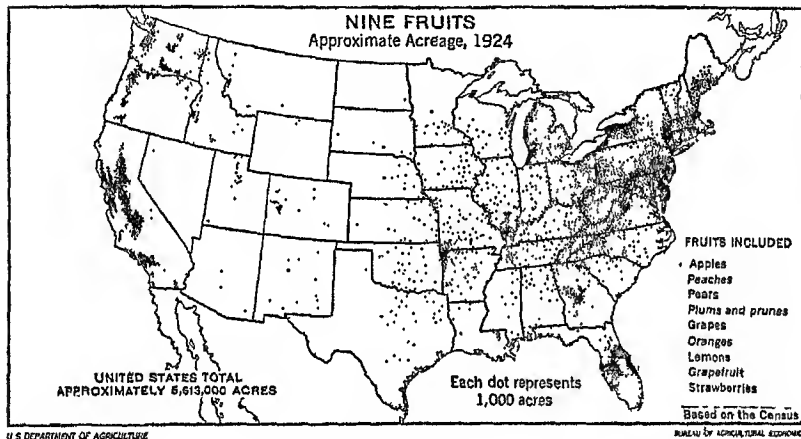 NINE FRUITS
Approximate Acreage, 1924
FRUITS INCLUDED
Apples
Peaches
Pears
Plums and prunes
Grapes
Oranges
Lemons
Grapefruit
Strawberries
UNITED STATES TOTAL
APPROXIMATELY 5,613,000 ACRES
Each dot represents
1,000 acres
Based on the Census
U S DEPARTMENT OF AGRICULTURE
BUREAU OF AGRICULTURAL ECONOMIC